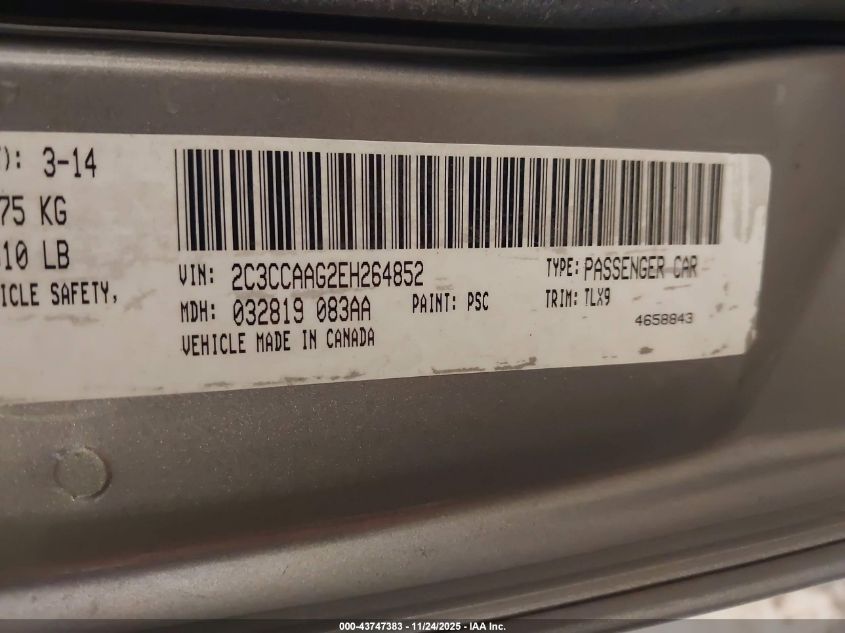 ): 3-14
75 KG
10 LB
ICLE SAFETY,
VIN: 2C3CCAAG2EH264852
TYPE: PASSENGER CAR
MDH: 032819 083AA
PAINT: PSC
TRIM: TLX9
VEHICLE MADE IN CANADA
4658843
000-43747383 - 11/24/2025 - IAA Inc.